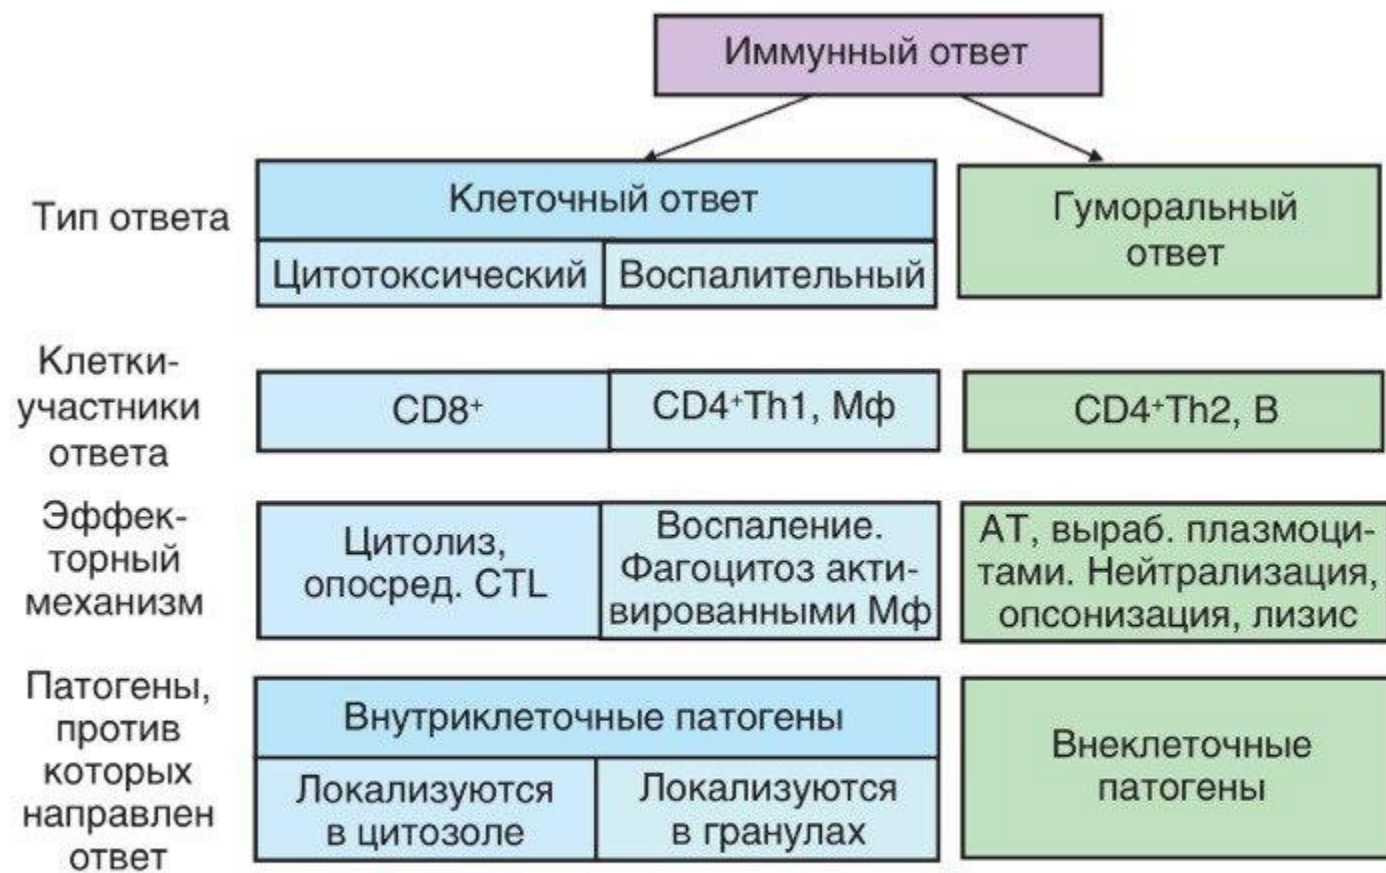 Иммунный ответ
Тип ответа
Клеточный ответ
Цитотоксический
Воспалительный
Гуморальный
ответ
Клетки-
участники
ответа
CD8⁺
CD4⁺Th1, Мф
CD4⁺Th2, В
Эффек-
торный
механизм
Цитолиз,
опосред. CTL
Воспаление.
Фагоцитоз акти-
вированными Мф
АТ, выраб. плазмоци-
тами. Нейтрализация,
опсонизация, лизис
Патогены,
против
которых
направлен
ответ
Внутриклеточные патогены
Локализуются
в цитозоле
Локализуются
в гранулах
Внеклеточные
патогены